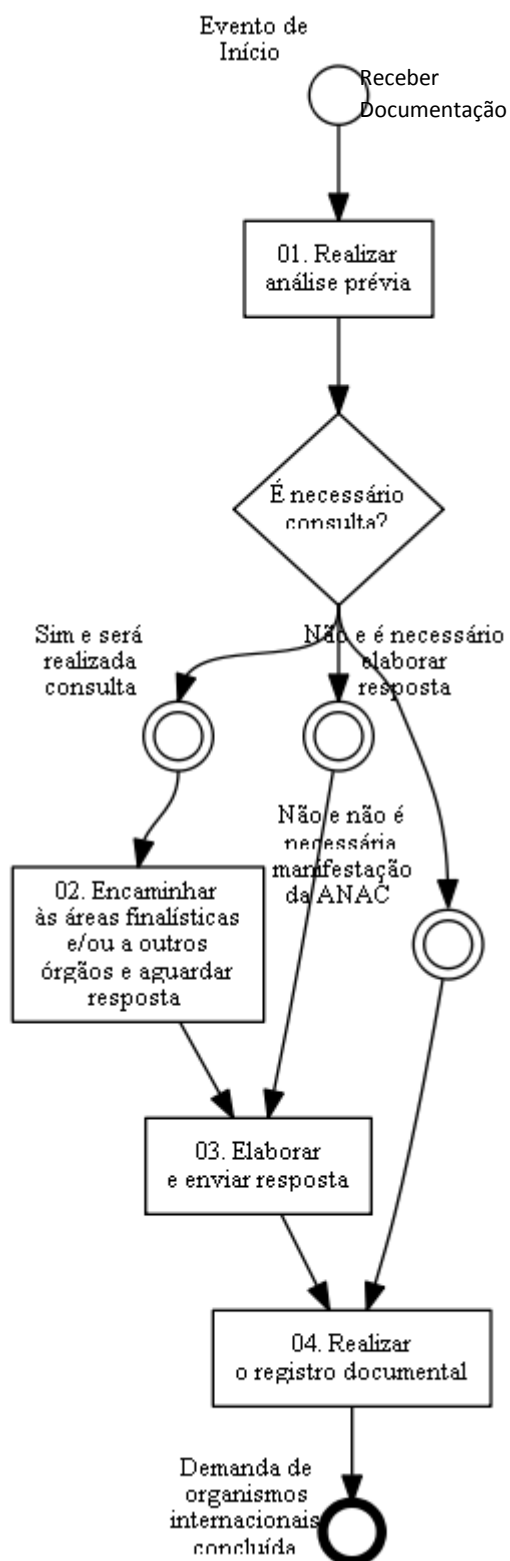 Evento de
Início
Receber
Documentação
01. Realizar
análise prévia
É necessário
consulta?
Sim e será
realizada
consulta
Não e é necessário
elaborar
resposta
Não e não é
necessária
manifestação
da ANAC
02. Encaminhar
às áreas finalísticas
e/ou a outros
órgãos e aguardar
resposta
03. Elaborar
e enviar resposta
04. Realizar
o registro documental
Demanda de
organismos
internacionais
concluída